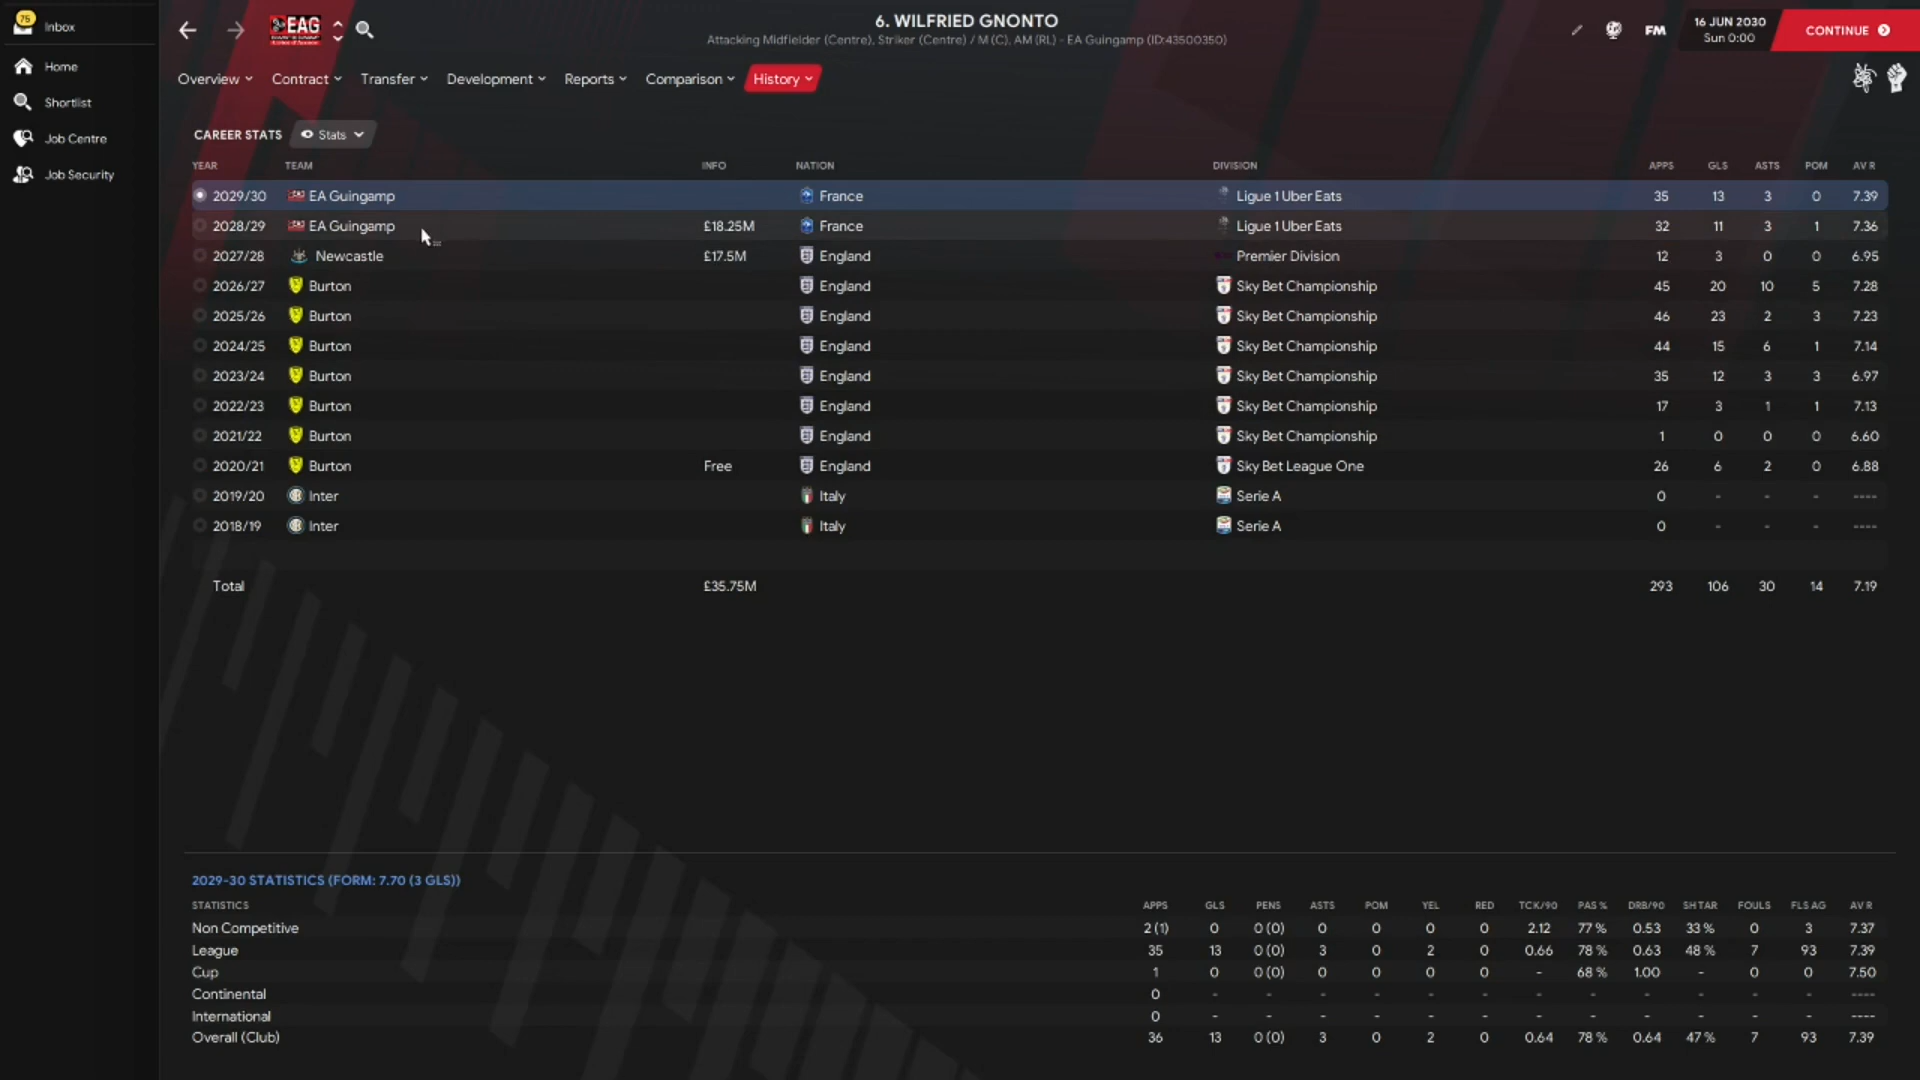 75 Inbox
EAG
6. WILFRIED GNONTO
Attacking Midfielder (Centre), Striker (Centre) / M (C), AM (RL) - EA Guingamp (ID:43500350)
FM
16 JUN 2030
Sun 0:00
CONTINUE
Home
Shortlist
Job Centre
Job Security
Overview Contract Transfer Development Reports Comparison History
CAREER STATS Stats
YEAR TEAM INFO NATION DIVISION APPS GLS ASTS POM AV R
2029/30 EA Guingamp France Ligue 1 Uber Eats 35 13 3 0 7.39
2028/29 EA Guingamp £18.25M France Ligue 1 Uber Eats 32 11 3 1 7.36
2027/28 Newcastle £17.5M England Premier Division 12 3 0 0 6.95
2026/27 Burton England Sky Bet Championship 45 20 10 5 7.28
2025/26 Burton England Sky Bet Championship 46 23 2 3 7.23
2024/25 Burton England Sky Bet Championship 44 15 6 1 7.14
2023/24 Burton England Sky Bet Championship 35 12 3 3 6.97
2022/23 Burton England Sky Bet Championship 17 3 1 1 7.13
2021/22 Burton England Sky Bet Championship 1 0 0 0 6.60
2020/21 Burton Free England Sky Bet League One 26 6 2 0 6.88
2019/20 Inter Italy Serie A 0 - - - ----
2018/19 Inter Italy Serie A 0 - - - ----
Total £35.75M 293 106 30 14 7.19
2029-30 STATISTICS (FORM: 7.70 (3 GLS))
STATISTICS APPS GLS PENS ASTS POM YEL RED TCK/90 PAS % DRB/90 SH TAR FOULS FLS AG AV R
Non Competitive 2 (1) 0 0 (0) 0 0 0 0 2.12 77 % 0.53 33 % 0 3 7.37
League 35 13 0 (0) 3 0 2 0 0.66 78 % 0.63 48 % 7 93 7.39
Cup 1 0 0 (0) 0 0 0 0 - 68 % 1.00 - 0 0 7.50
Continental 0 - - - - - - - - - - - - ----
International 0 - - - - - - - - - - - - ----
Overall (Club) 36 13 0 (0) 3 0 2 0 0.64 78 % 0.64 47 % 7 93 7.39